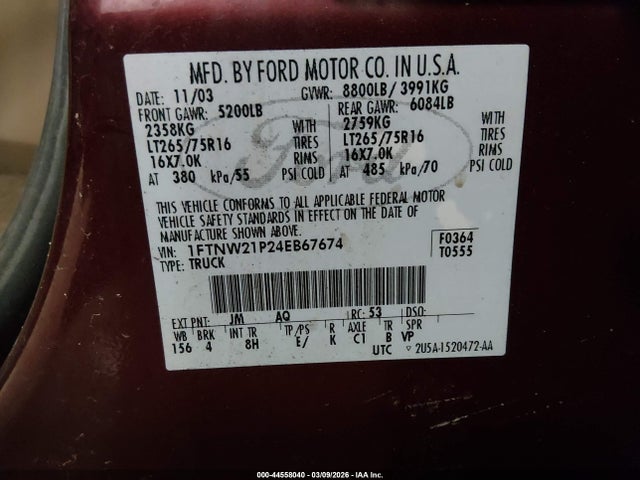 MFD. BY FORD MOTOR CO. IN U.S.A.
DATE: 11/03 GVWR: 8800LB / 3991KG
FRONT GAWR: 5200LB REAR GAWR: 6084LB
2358KG WITH 2759KG WITH
LT265/75R16 TIRES LT265/75R16 TIRES
16X7.0K RIMS 16X7.0K RIMS
AT 380 kPa/55 PSI COLD AT 485 kPa/70 PSI COLD
Ford
THIS VEHICLE CONFORMS TO ALL APPLICABLE FEDERAL MOTOR
VEHICLE SAFETY STANDARDS IN EFFECT ON THE DATE OF
MANUFACTURE SHOWN ABOVE.
VIN: 1FTNW21P24EB67674 F0364
TYPE: TRUCK T0555
EXT PNT: JM AQ RC: 53 DSO:
WB BRK INT TR TP/PS R AXLE TR SPR
156 4 8H E/ K C1 B VP
UTC 2U5A-1520472-AA
000-44558040 - 03/09/2026 - IAA Inc.